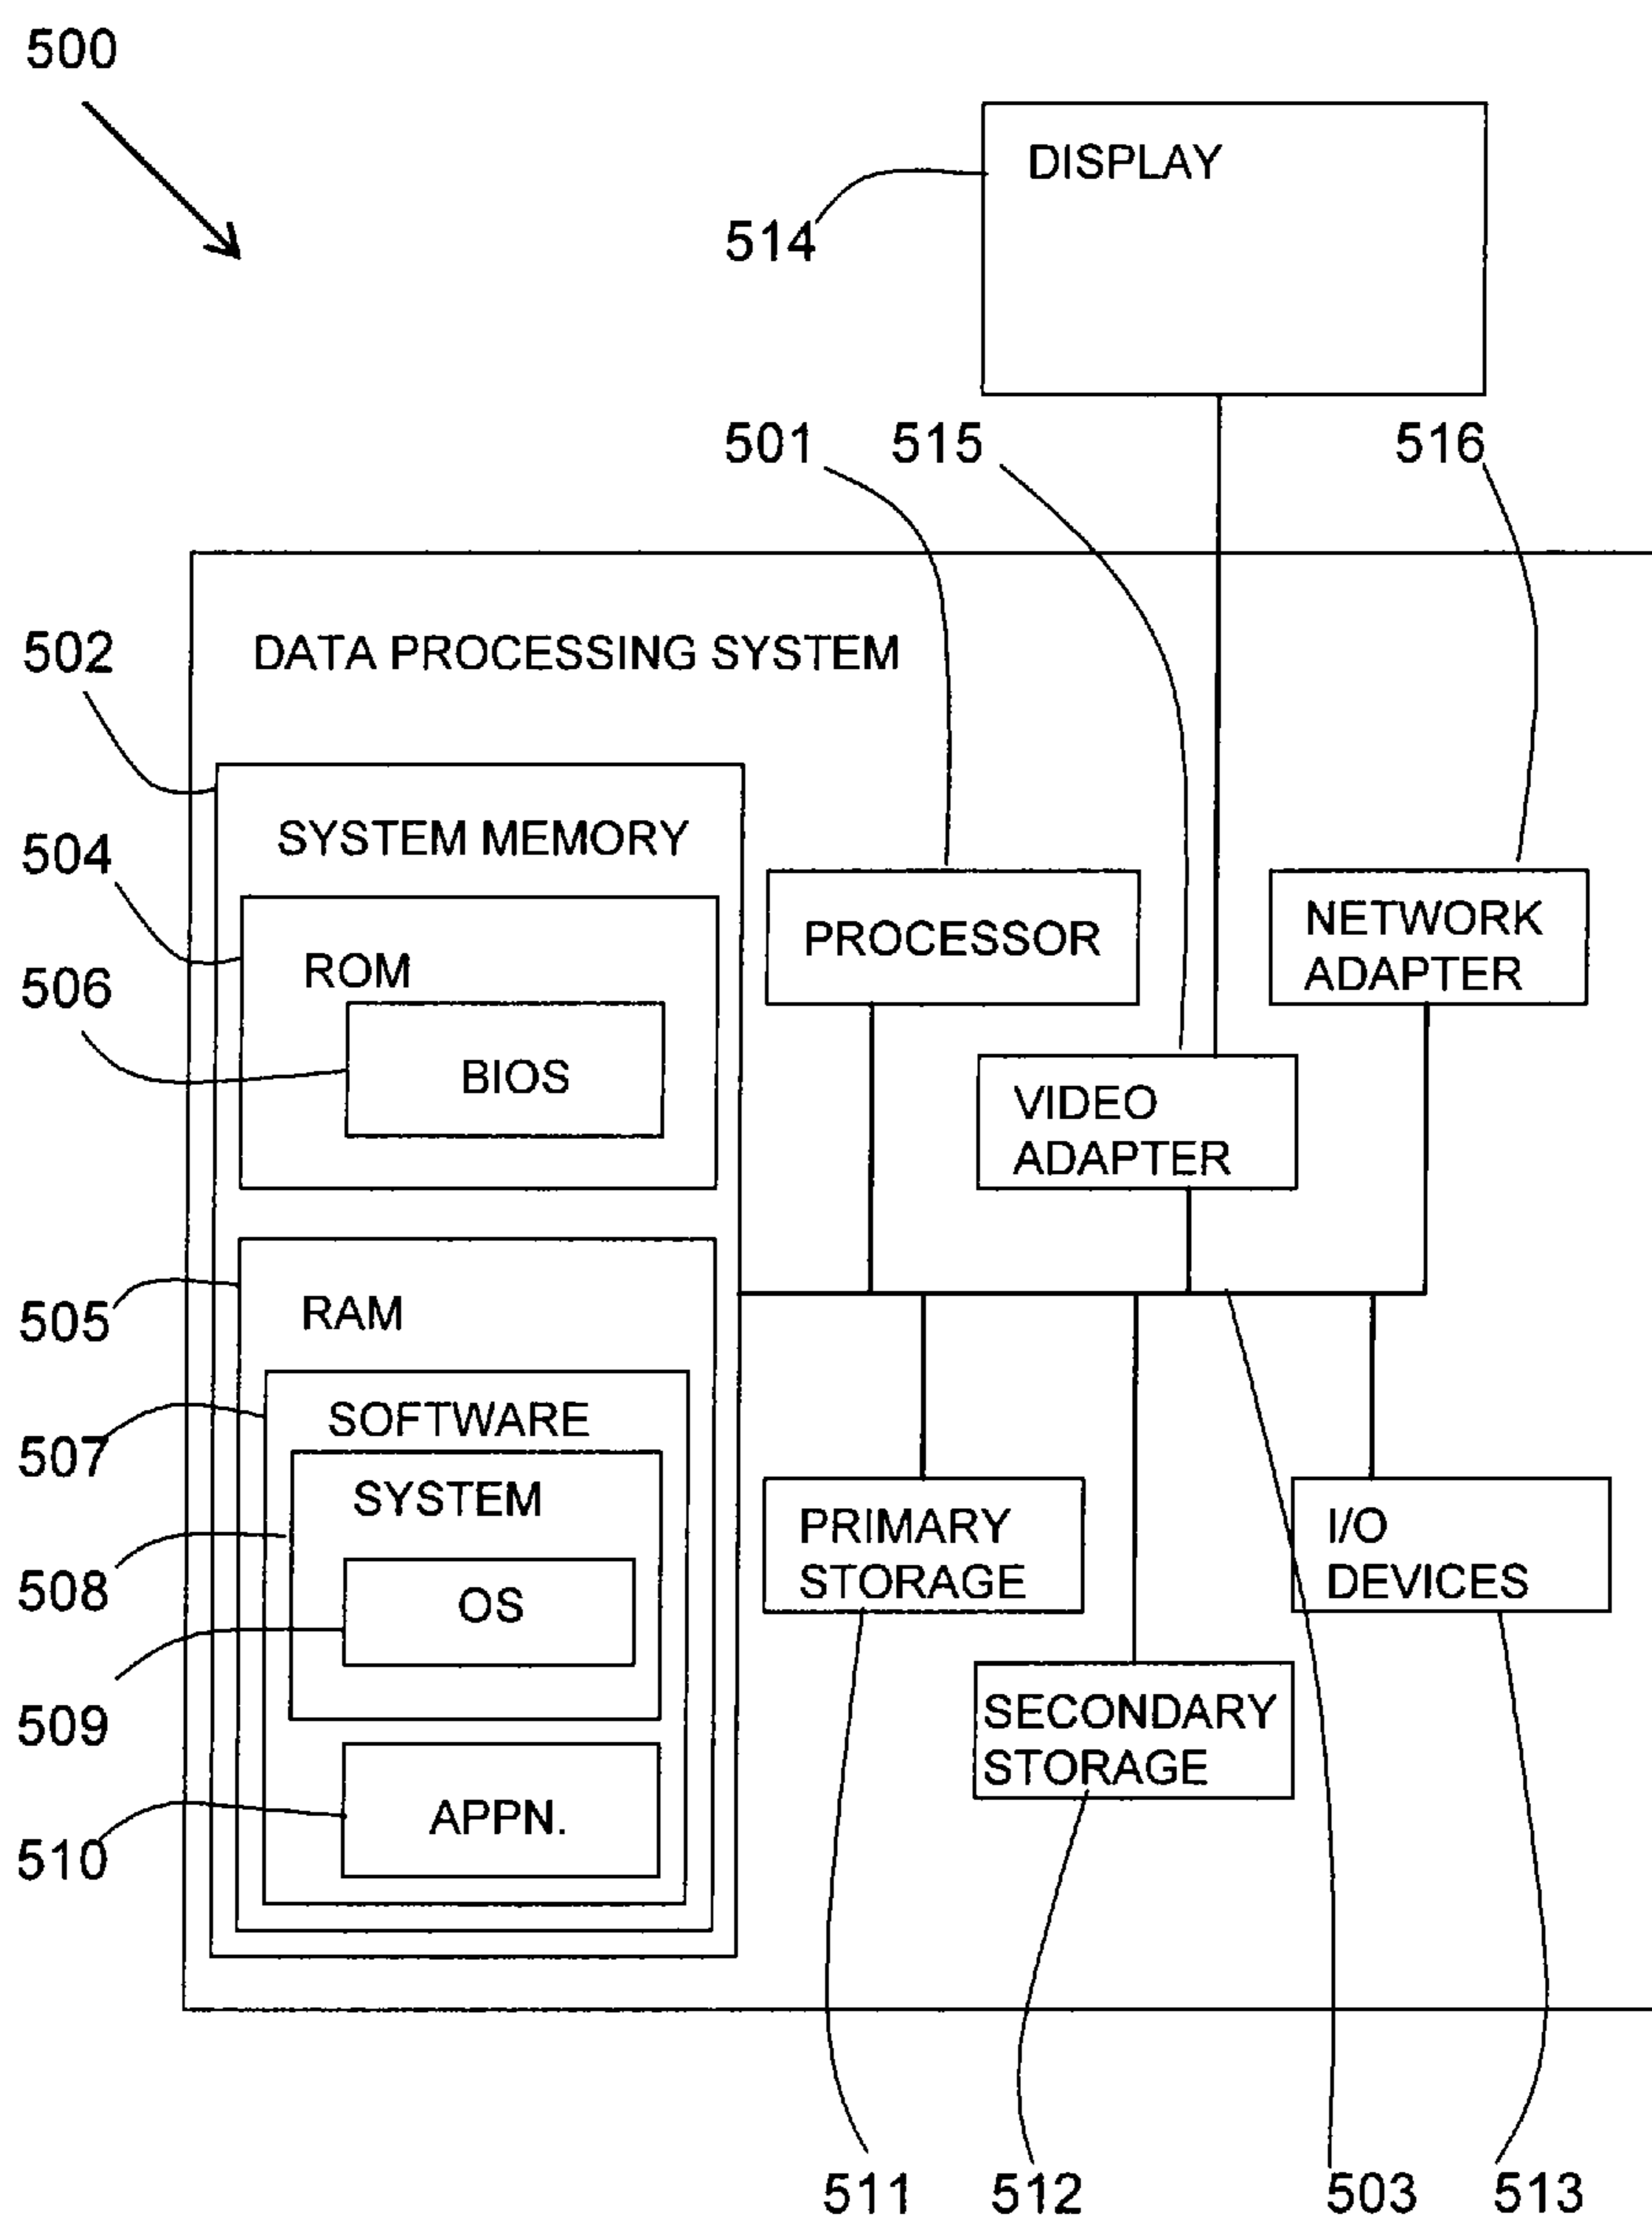 500
DISPLAY
514
501
515
516
502
DATA PROCESSING SYSTEM
SYSTEM MEMORY
504
PROCESSOR
NETWORK
ADAPTER
ROM
506
BIOS
VIDEO
ADAPTER
505
RAM
507
SOFTWARE
SYSTEM
PRIMARY
STORAGE
I/O
DEVICES
508
OS
509
SECONDARY
STORAGE
510
APPN.
511
512
503
513